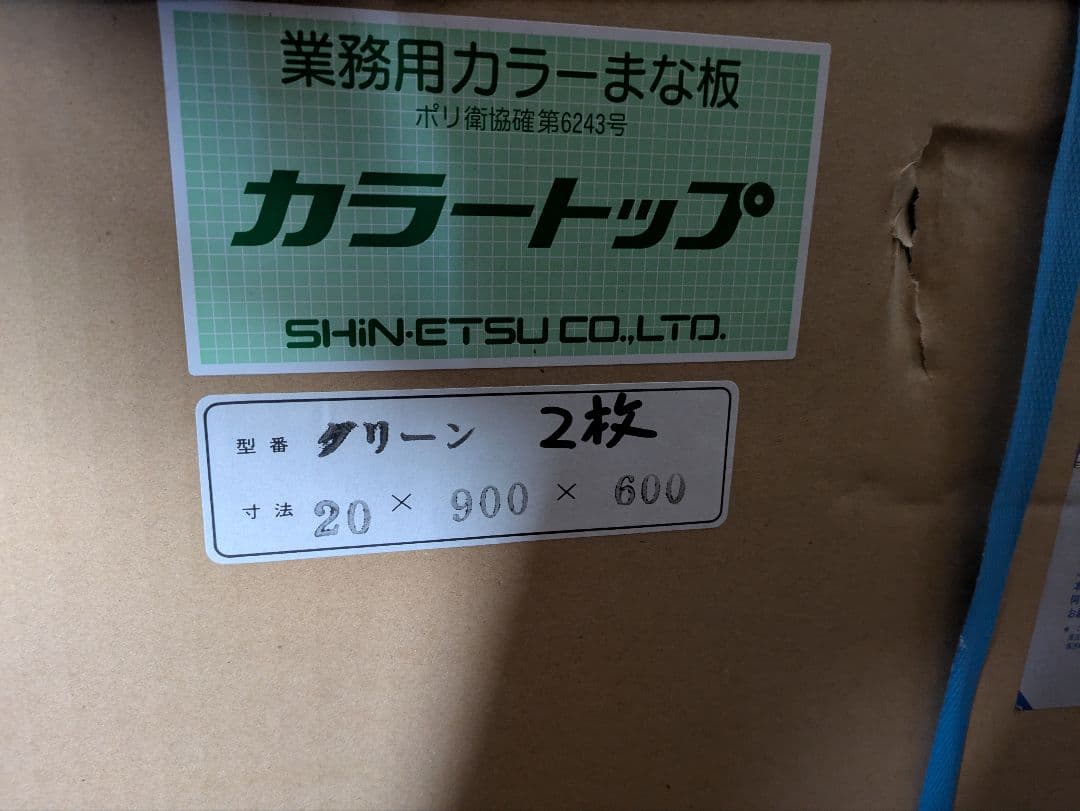 業務用カラーまな板
ポリ衛協確第6243号
カラートップ
SHiN·ETSU CO.,LTD.
型番 グリーン 2枚
寸法 20 × 900 × 600